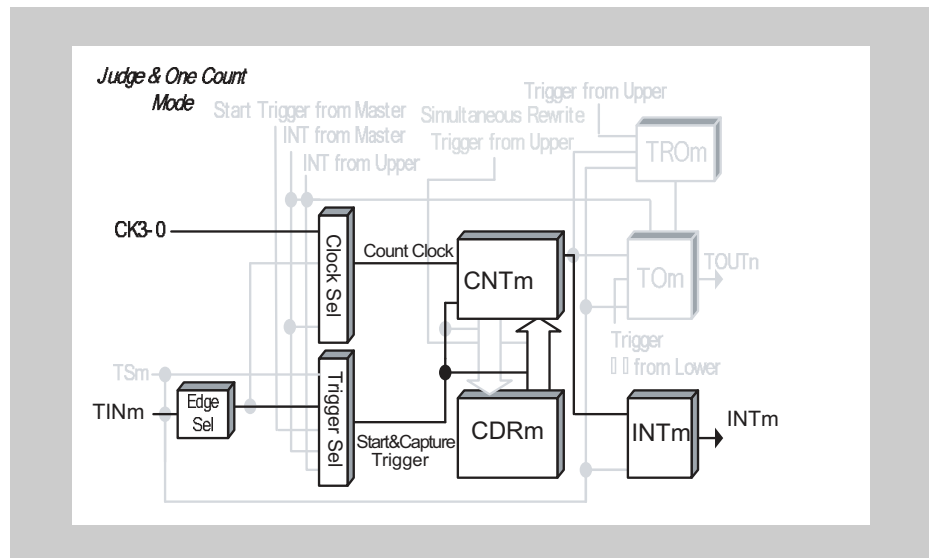 Judge & One Count
Mode
Trigger from Upper
Start Trigger from Master
Simultaneous Rewrite
INT from Master
Trigger from Upper
INT from Upper
TROm
CK3-0
Clock Sel
Count Clock
CNTm
TOm
TOUTn
Trigger
from Lower
TSm
TINm
Edge
Sel
Trigger Sel
Start&Capture
Trigger
CDRm
INTm
INTm